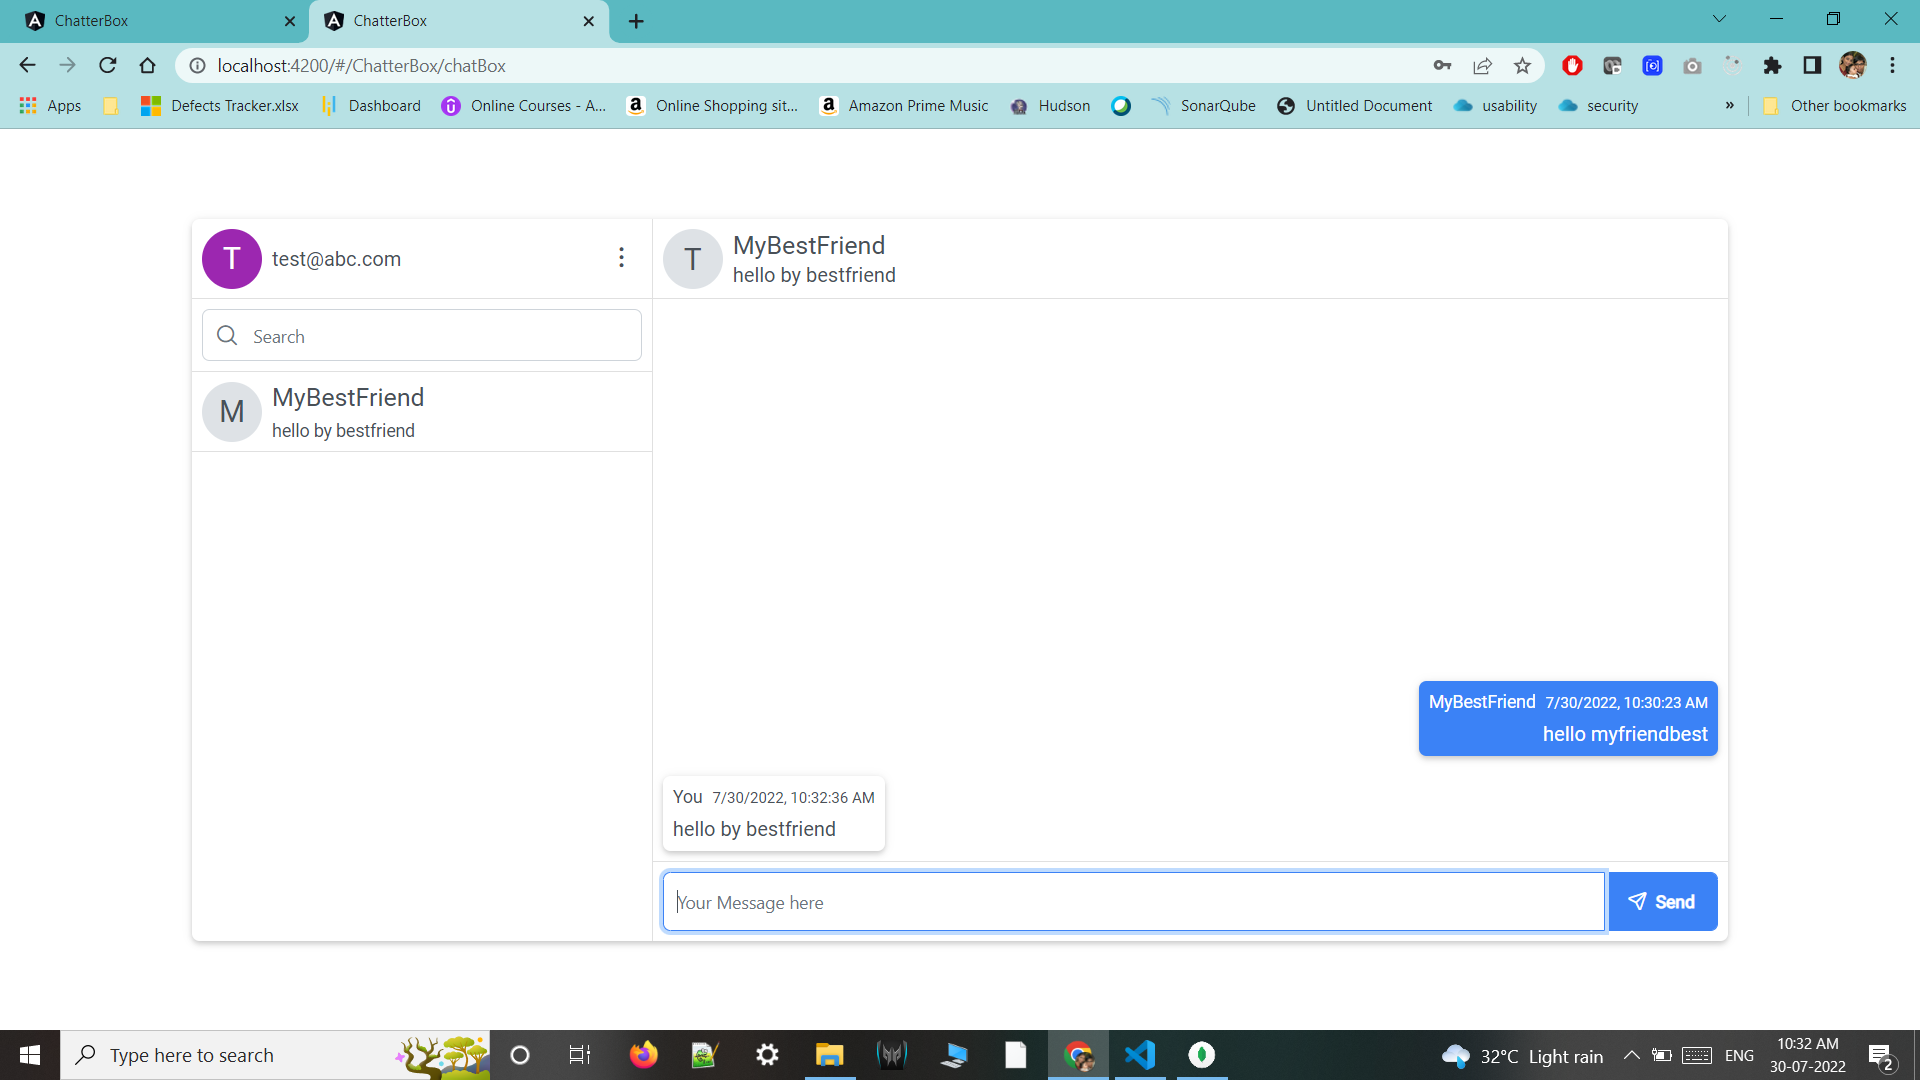 ChatterBox
ChatterBox
localhost:4200/#/ChatterBox/chatBox
Apps
Defects Tracker.xlsx
Dashboard
Online Courses - A...
Online Shopping sit...
Amazon Prime Music
Hudson
SonarQube
Untitled Document
usability
security
»
Other bookmarks
T
test@abc.com
T
MyBestFriend
hello by bestfriend
Search
M
MyBestFriend
hello by bestfriend
MyBestFriend 7/30/2022, 10:30:23 AM
hello myfriendbest
You 7/30/2022, 10:32:36 AM
hello by bestfriend
Your Message here
Send
Type here to search
32°C Light rain
ENG
10:32 AM
30-07-2022
2